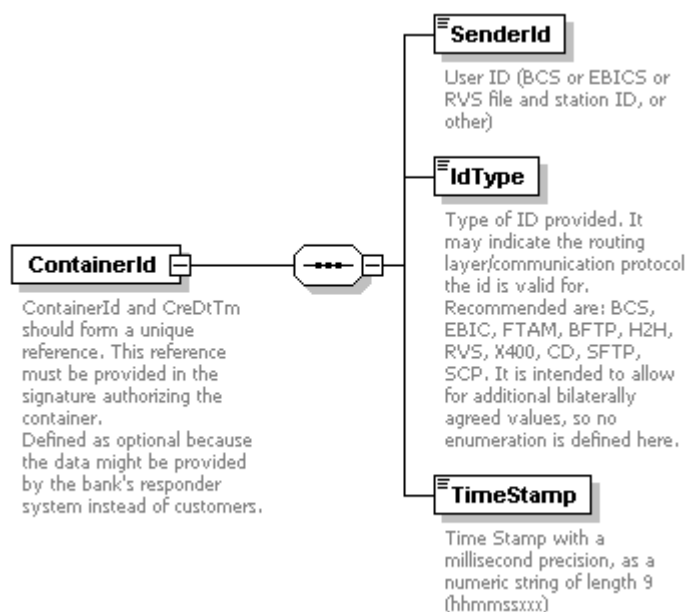 SenderId
User ID (BCS or EBICS or
RVS file and station ID, or
other)
IdType
Type of ID provided. It
may indicate the routing
layer/communication protocol
the id is valid for.
Recommended are: BCS,
EBIC, FTAM, BFTP, H2H,
RVS, X400, CD, SFTP,
SCP. It is intended to allow
for additional bilaterally
agreed values, so no
enumeration is defined here.
ContainerId
ContainerId and CreDtTm
should form a unique
reference. This reference
must be provided in the
signature authorizing the
container.
Defined as optional because
the data might be provided
by the bank's responder
system instead of customers.
TimeStamp
Time Stamp with a
millisecond precision, as a
numeric string of length 9
(hhmmssxxx)